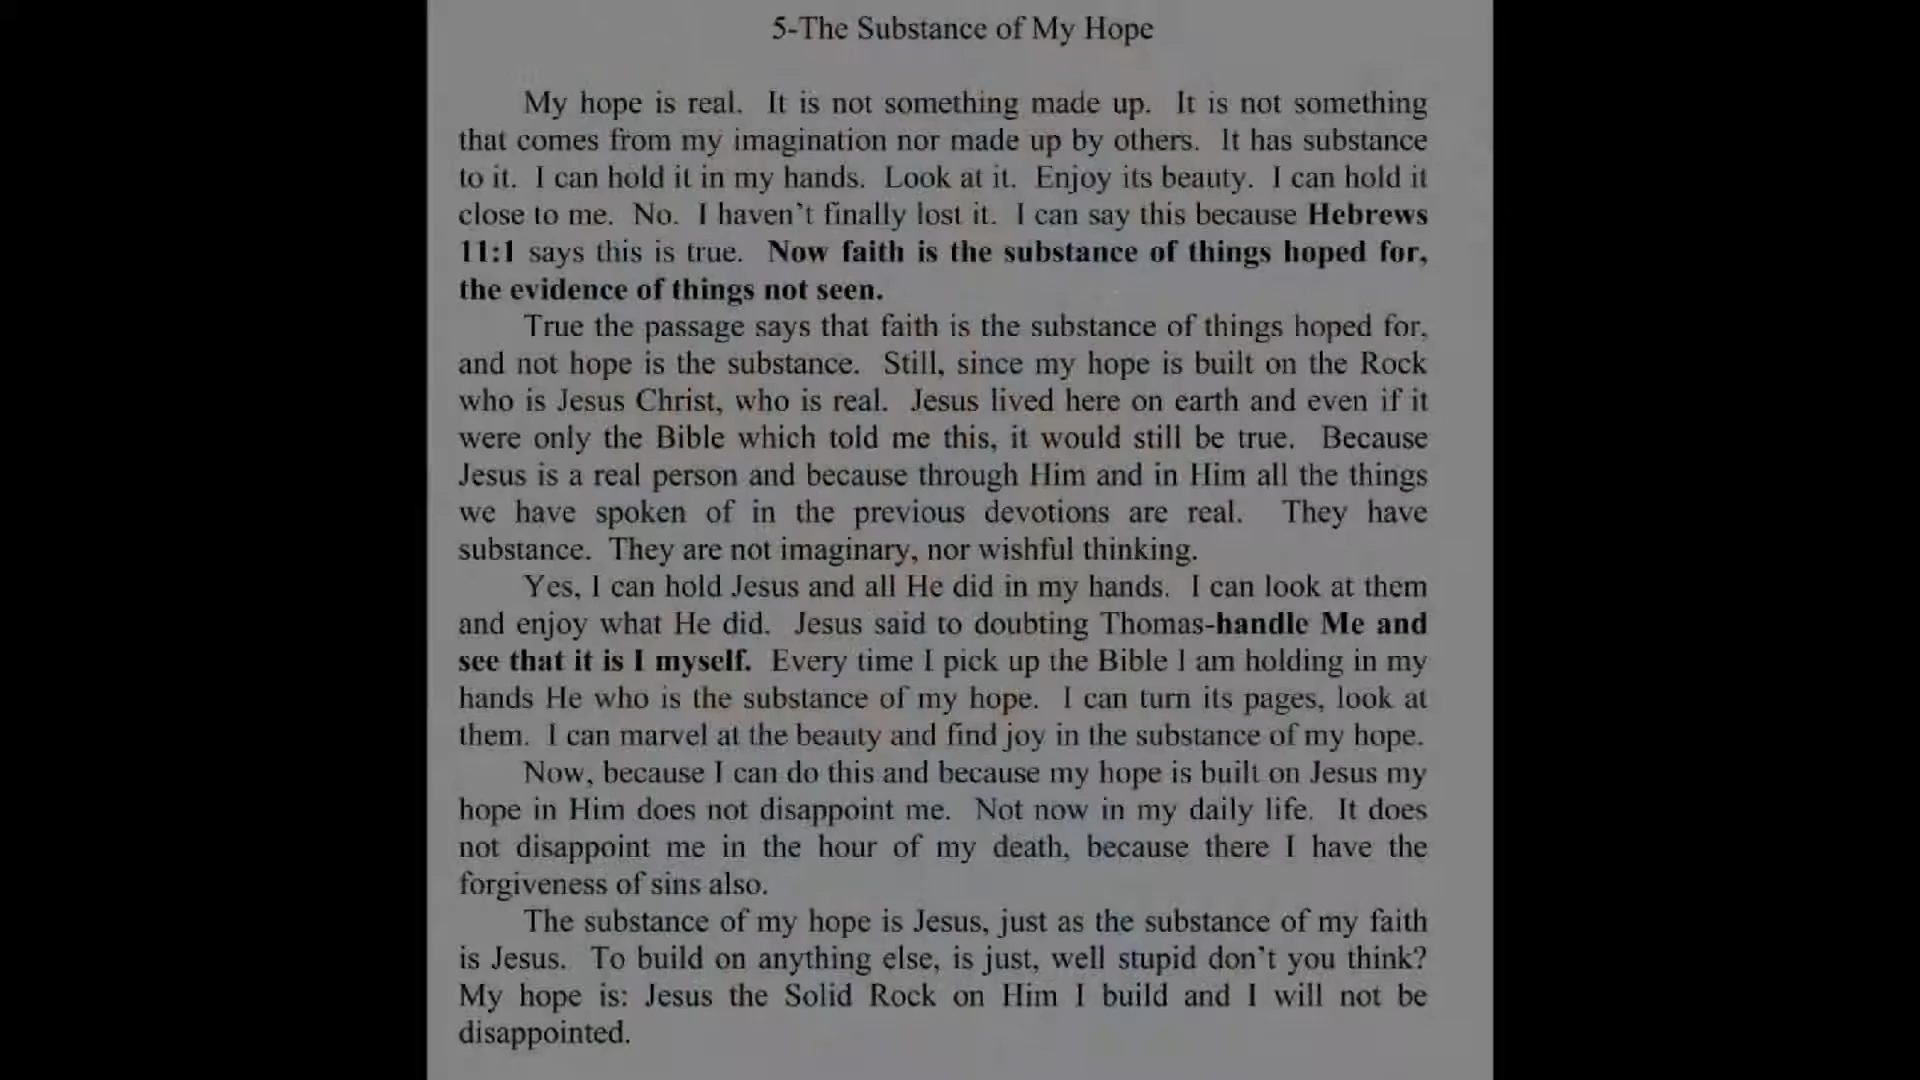 5-The Substance of My Hope
My hope is real. It is not something made up. It is not something
that comes from my imagination nor made up by others. It has substance
to it. I can hold it in my hands. Look at it. Enjoy its beauty. I can hold it
close to me. No. I haven't finally lost it. I can say this because Hebrews
11:1 says this is true. Now faith is the substance of things hoped for,
the evidence of things not seen.
True the passage says that faith is the substance of things hoped for,
and not hope is the substance. Still, since my hope is built on the Rock
who is Jesus Christ, who is real. Jesus lived here on earth and even if it
were only the Bible which told me this, it would still be true. Because
Jesus is a real person and because through Him and in Him all the things
we have spoken of in the previous devotions are real. They have
substance. They are not imaginary, nor wishful thinking.
Yes, I can hold Jesus and all He did in my hands. I can look at them
and enjoy what He did. Jesus said to doubting Thomas-handle Me and
see that it is I myself. Every time I pick up the Bible I am holding in my
hands He who is the substance of my hope. I can turn its pages, look at
them. I can marvel at the beauty and find joy in the substance of my hope.
Now, because I can do this and because my hope is built on Jesus my
hope in Him does not disappoint me. Not now in my daily life. It does
not disappoint me in the hour of my death, because there I have the
forgiveness of sins also.
The substance of my hope is Jesus, just as the substance of my faith
is Jesus. To build on anything else, is just, well stupid don't you think?
My hope is: Jesus the Solid Rock on Him I build and I will not be
disappointed.